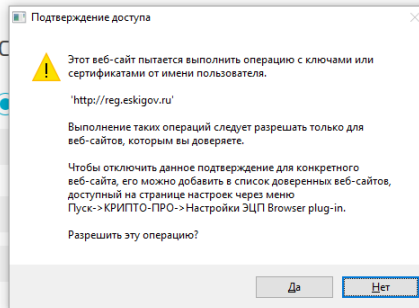 Подтверждение доступа
Этот веб-сайт пытается выполнить операцию с ключами или
сертификатами от имени пользователя.
'http://reg.eskigov.ru'
Выполнение таких операций следует разрешать только для
веб-сайтов, которым вы доверяете.
Чтобы отключить данное подтверждение для конкретного
веб-сайта, его можно добавить в список доверенных веб-сайтов,
доступный на странице настроек через меню
Пуск->КРИПТО-ПРО->Настройки ЭЦП Browser plug-in.
Разрешить эту операцию?
Да
Нет